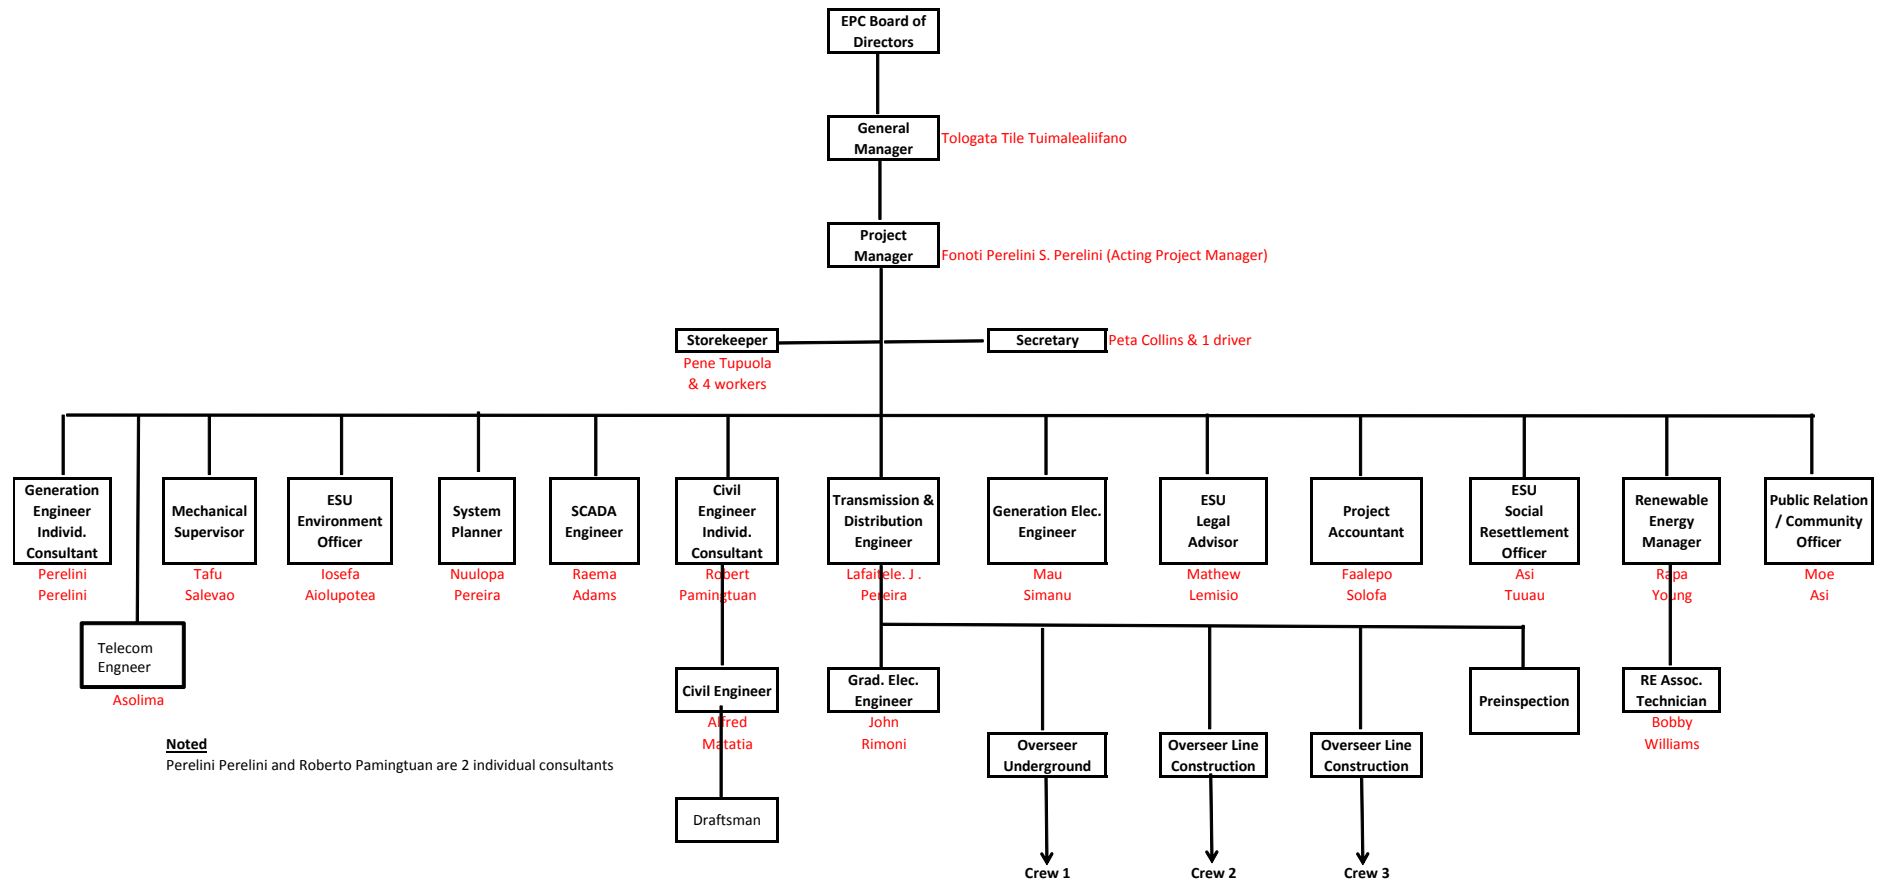 EPC Board of
Directors
General
Manager
Tologata Tile Tuimalealiifano
Project
Manager
Fonoti Perelini S. Perelini (Acting Project Manager)
Storekeeper
Pene Tupuola
& 4 workers
Secretary
Peta Collins & 1 driver
Generation
Engineer
Individ.
Consultant
Perelini
Perelini
Mechanical
Supervisor
Tafu
Salevao
ESU
Environment
Officer
Iosefa
Aiolupotea
System
Planner
Nuulopa
Pereira
SCADA
Engineer
Raema
Adams
Civil
Engineer
Individ.
Consultant
Robert
Pamingtuan
Transmission &
Distribution
Engineer
Lafaitele. J .
Pereira
Generation Elec.
Engineer
Mau
Simanu
ESU
Legal
Advisor
Mathew
Lemisio
Project
Accountant
Faalepo
Solofa
ESU
Social
Resettlement
Officer
Asi
Tuuau
Renewable
Energy
Manager
Rapa
Young
Public Relation
/ Community
Officer
Moe
Asi
Telecom
Engneer
Asolima
Civil Engineer
Alfred
Matatia
Grad. Elec.
Engineer
John
Rimoni
Preinspection
RE Assoc.
Technician
Bobby
Williams
Noted
Perelini Perelini and Roberto Pamingtuan are 2 individual consultants
Overseer
Underground
Overseer Line
Construction
Overseer Line
Construction
Draftsman
Crew 1
Crew 2
Crew 3